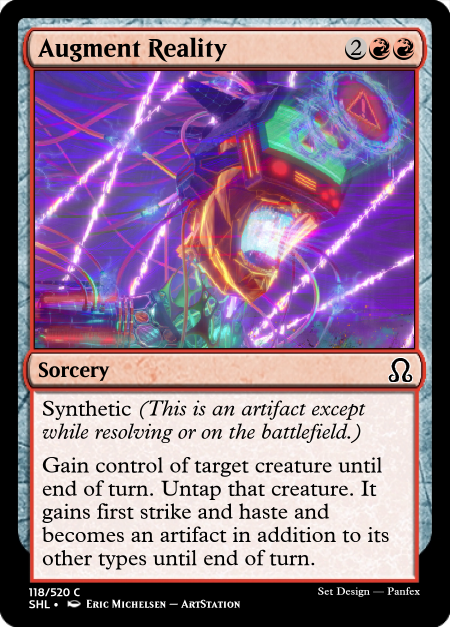 Augment Reality 2
Sorcery
Synthetic (This is an artifact except
while resolving or on the battlefield.)
Gain control of target creature until
end of turn. Untap that creature. It
gains first strike and haste and
becomes an artifact in addition to its
other types until end of turn.
118/520 C
Set Design — Panfex
SHL • Eric Michelsen — ArtStation